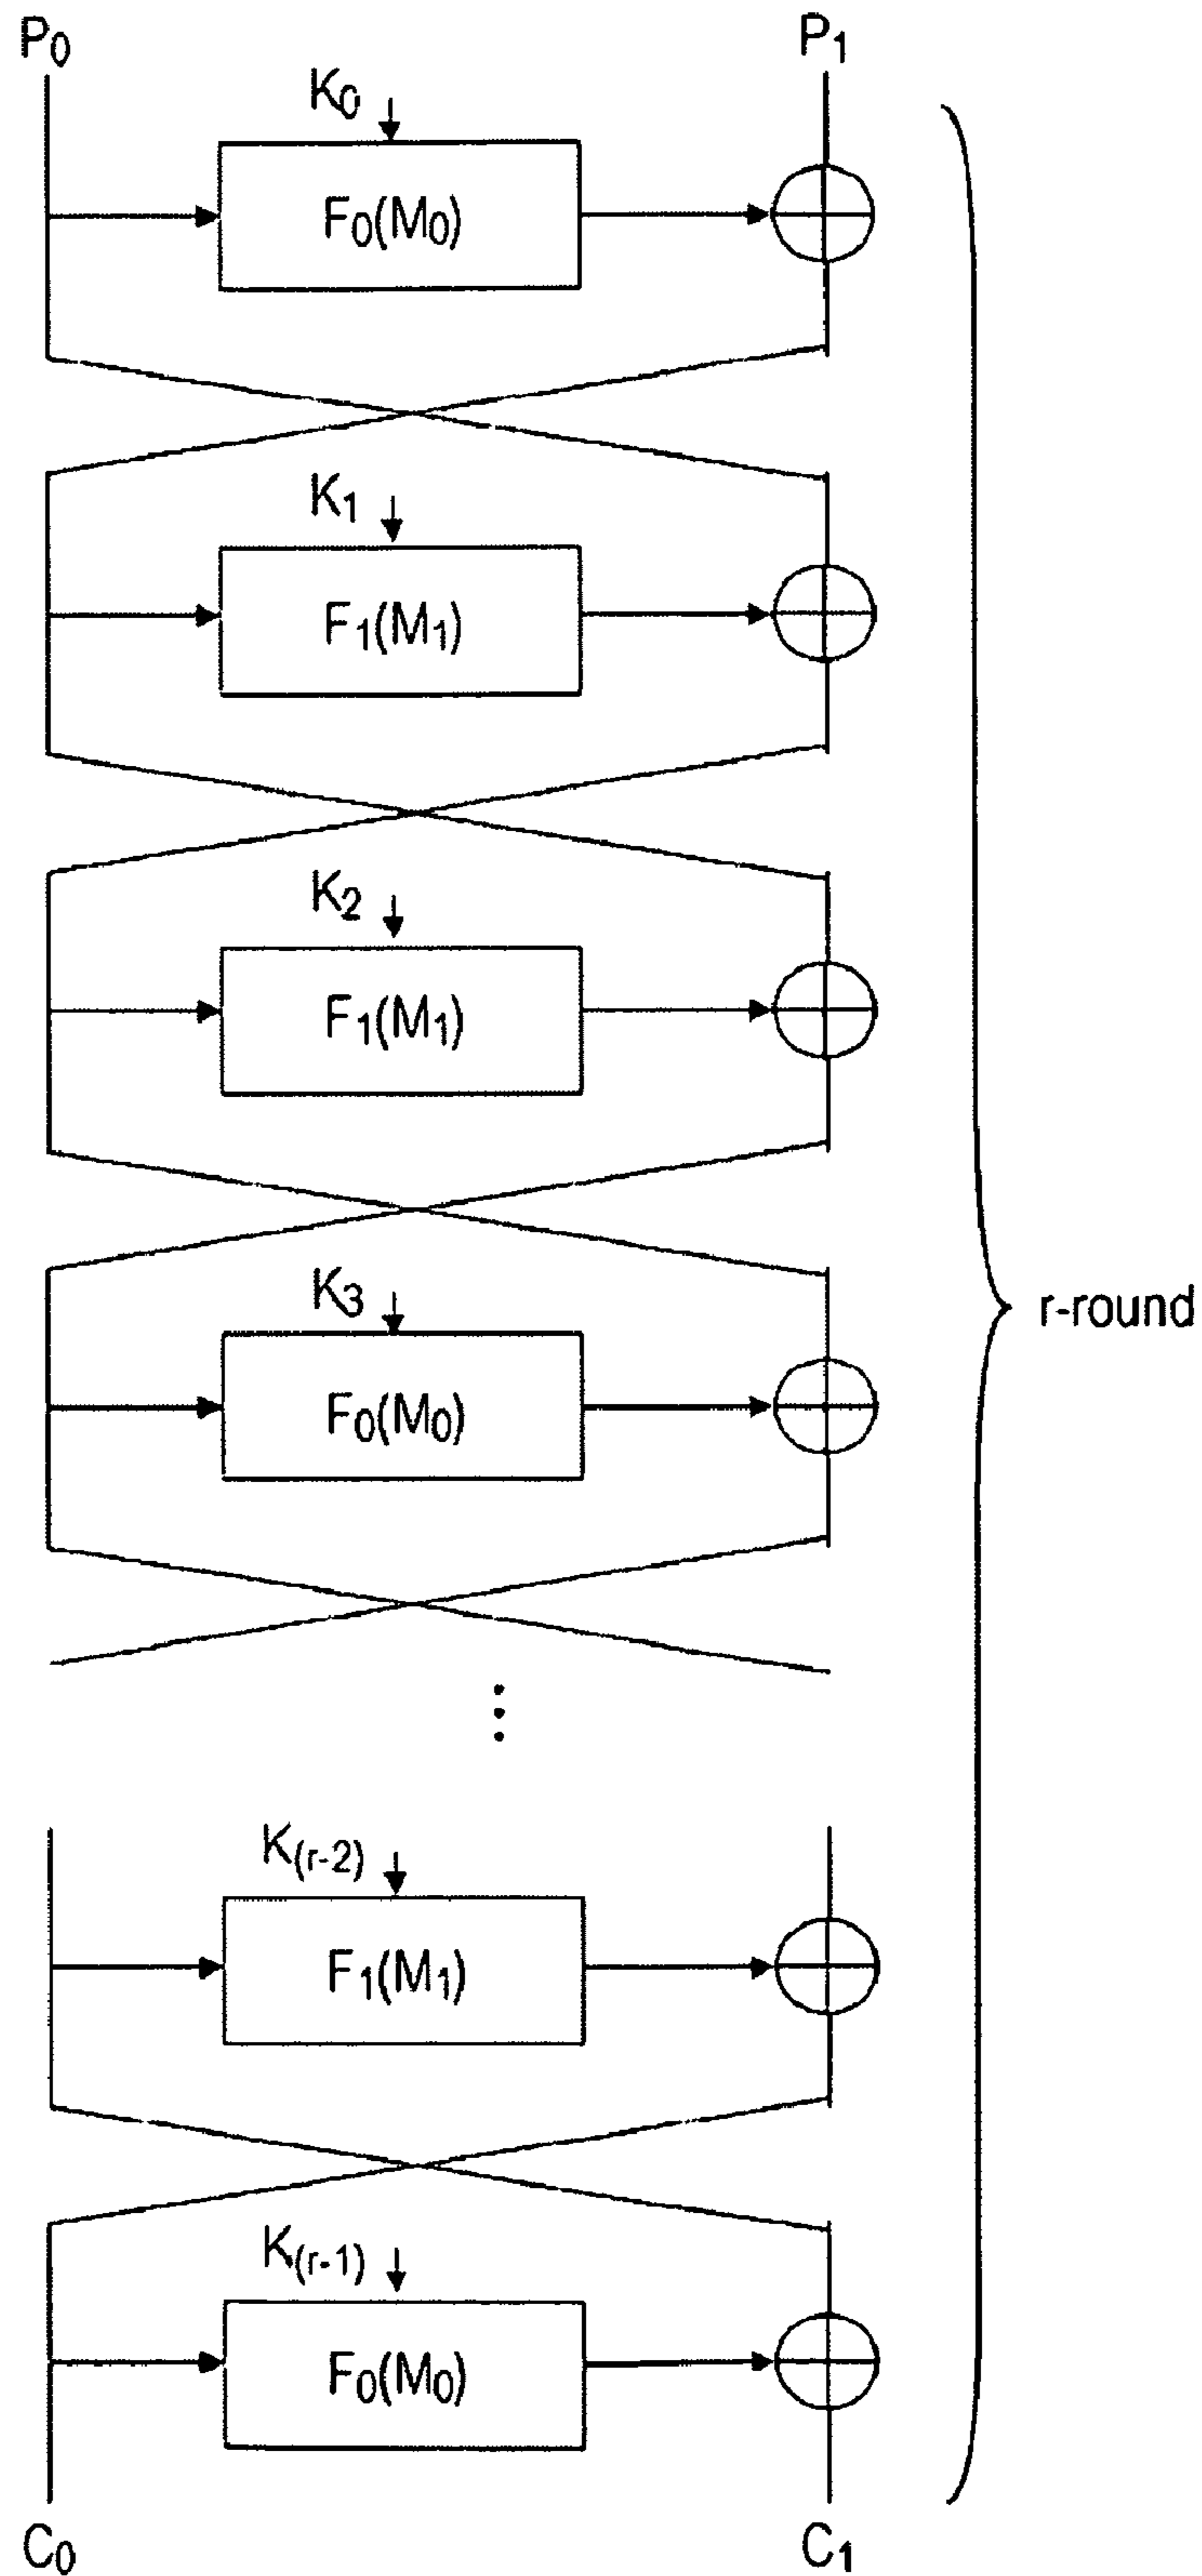 P₀ P₁
K₀
F₀(M₀)
K₁
F₁(M₁)
K₂
F₁(M₁)
K₃
F₀(M₀)
r-round
⋮
K₍r-2₎
F₁(M₁)
K₍r-1₎
F₀(M₀)
C₀ C₁